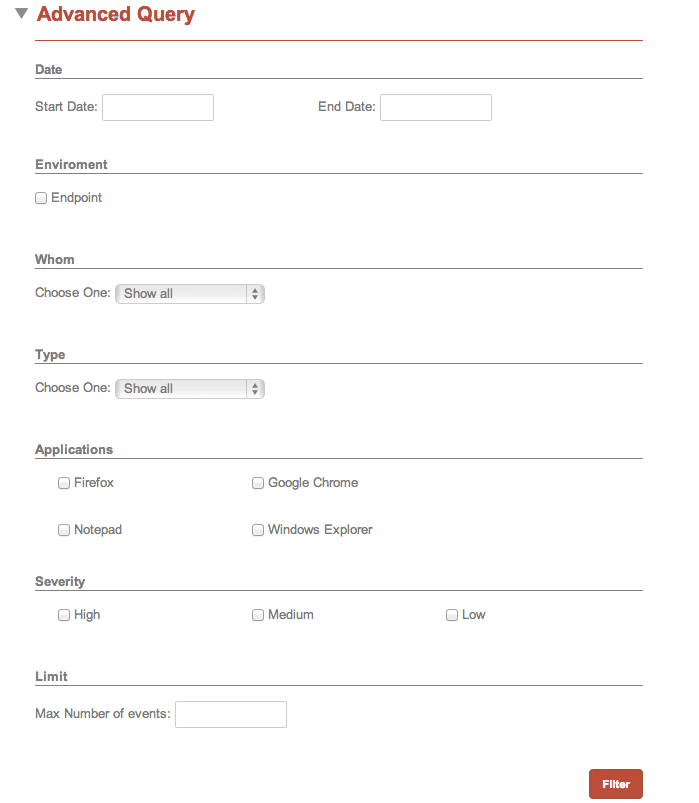 Advanced Query
Date
Start Date: End Date:
Enviroment
Endpoint
Whom
Choose One: Show all
Type
Choose One: Show all
Applications
Firefox Google Chrome
Notepad Windows Explorer
Severity
High Medium Low
Limit
Max Number of events:
Filter